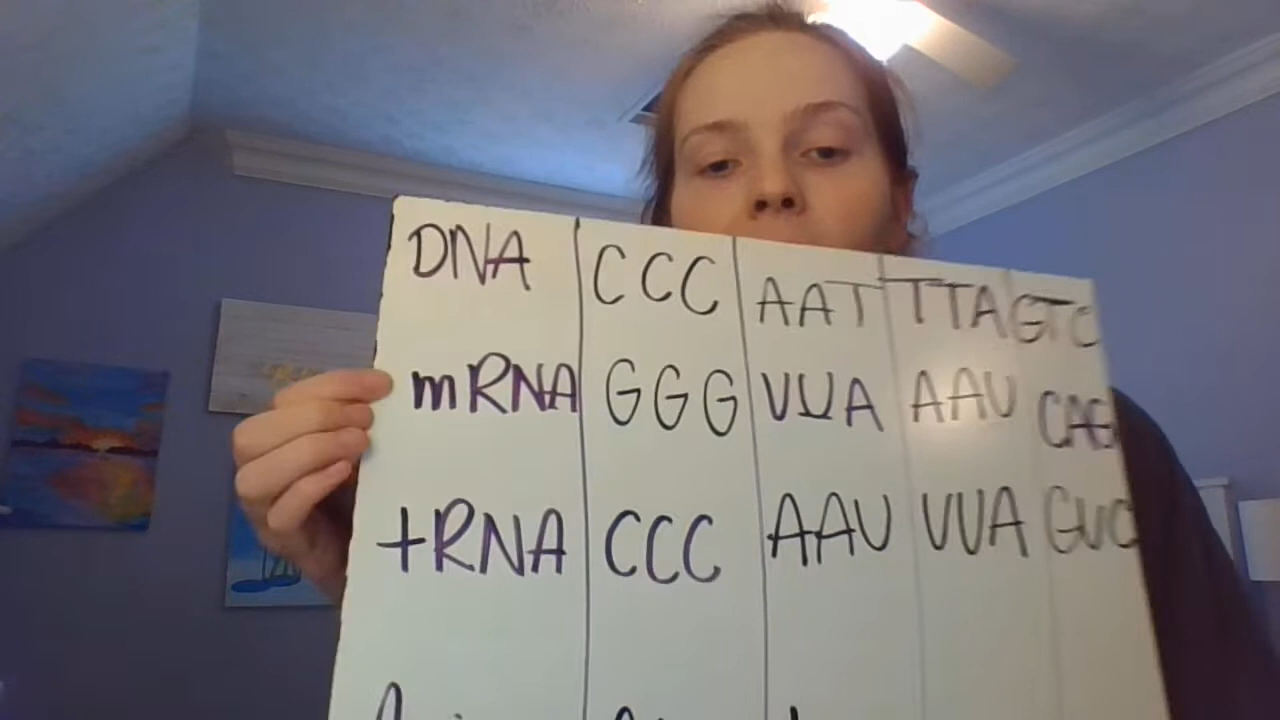 DNA CCC AAT TTA GTC
mRNA GGG UUA AAU CAG
tRNA CCC AAU UUA GUC